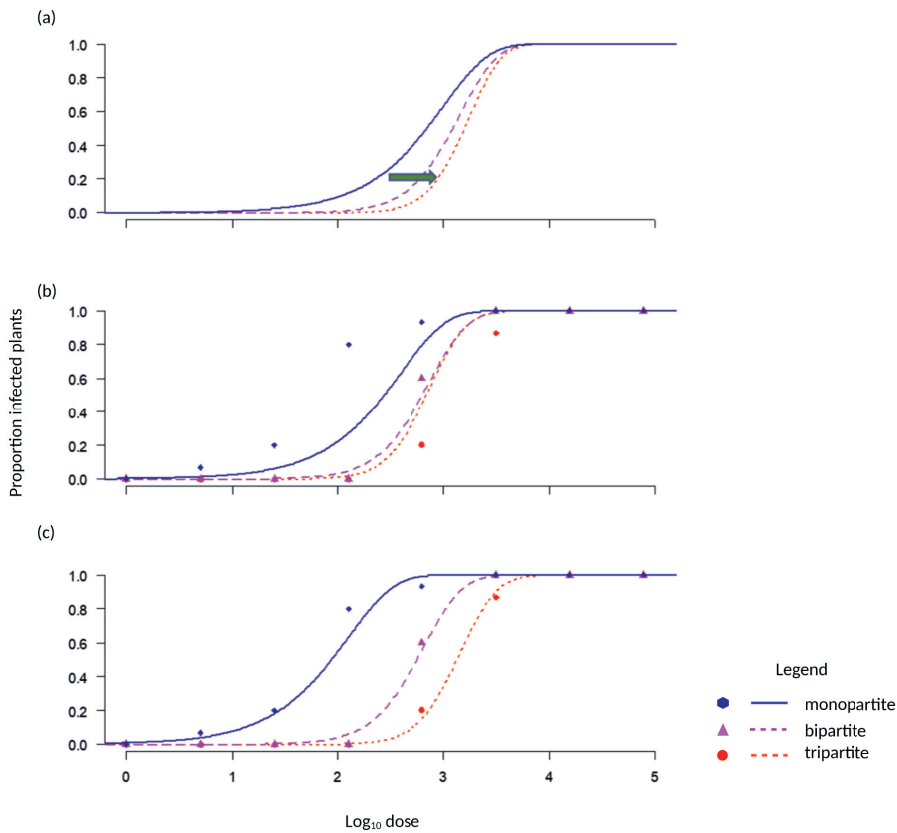 (a)
1.0
0.8
0.6
0.4
0.2
0.0
(b)
1.0
0.8
0.6
0.4
0.2
0.0
Proportion infected plants
(c)
1.0
0.8
0.6
0.4
0.2
0.0
0 1 2 3 4 5
Log₁₀ dose
Legend
monopartite
bipartite
tripartite